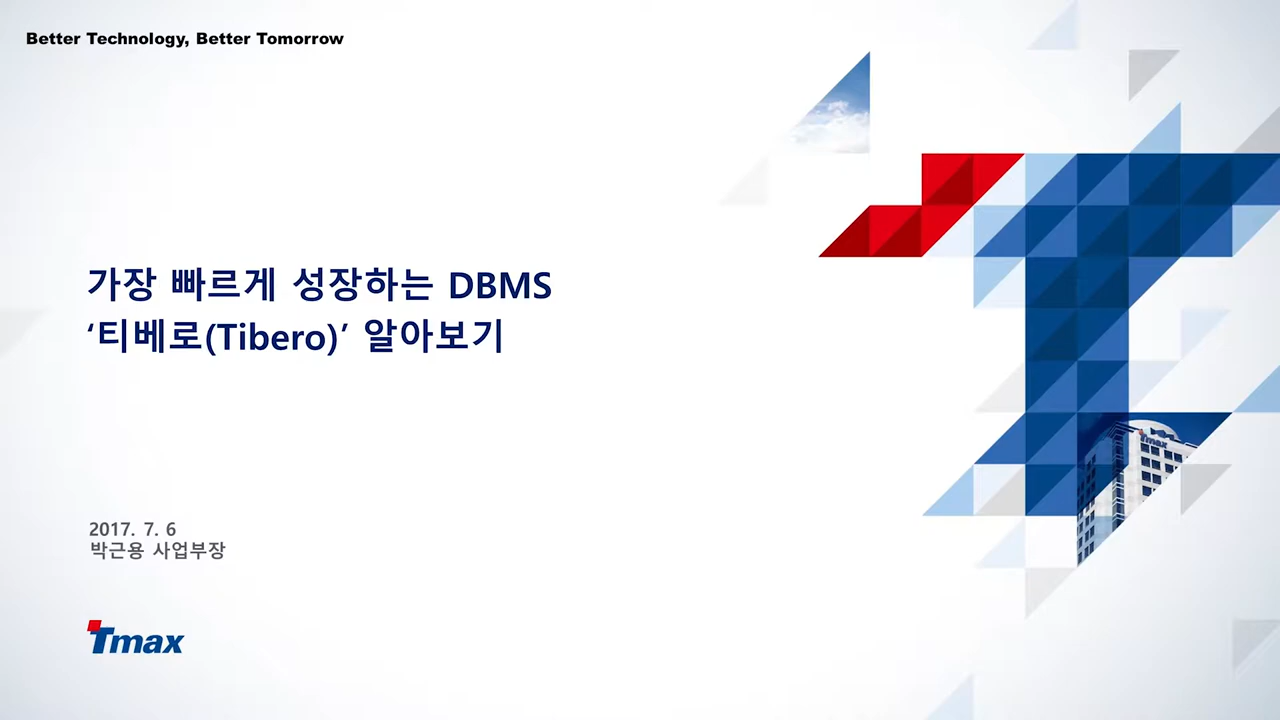 Better Technology, Better Tomorrow
가장 빠르게 성장하는 DBMS
‘티베로(Tibero)’ 알아보기
Tmax
2017. 7. 6
박근용 사업부장
Tmax